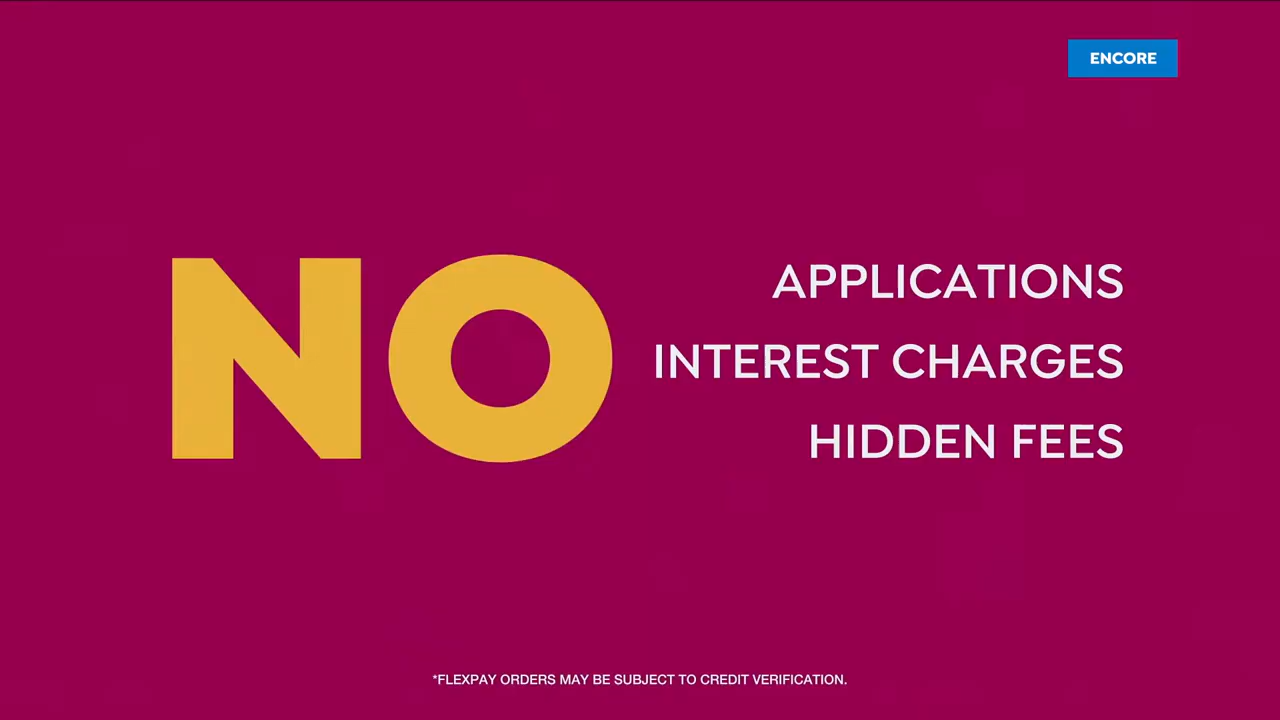 ENCORE
NO
APPLICATIONS
INTEREST CHARGES
HIDDEN FEES
*FLEXPAY ORDERS MAY BE SUBJECT TO CREDIT VERIFICATION.